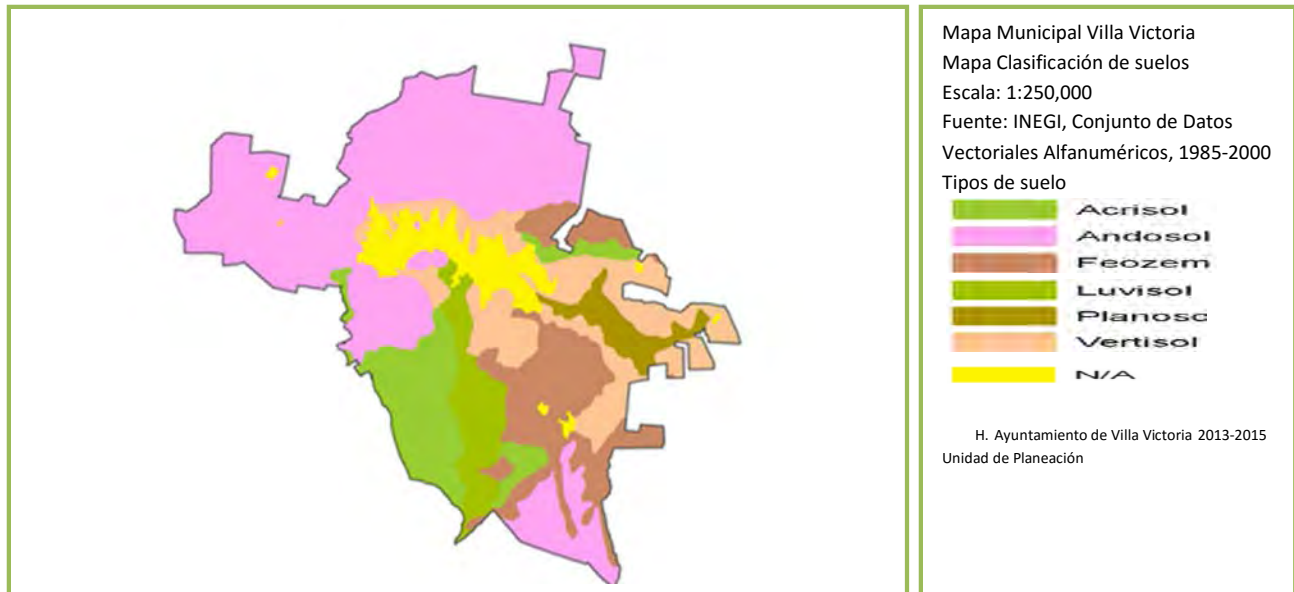 Mapa Municipal Villa Victoria
Mapa Clasificación de suelos
Escala: 1:250,000
Fuente: INEGI, Conjunto de Datos
Vectoriales Alfanuméricos, 1985-2000
Tipos de suelo
Acrisol
Andosol
Feozem
Luvisol
Planosc
Vertisol
N/A
H. Ayuntamiento de Villa Victoria 2013-2015
Unidad de Planeación